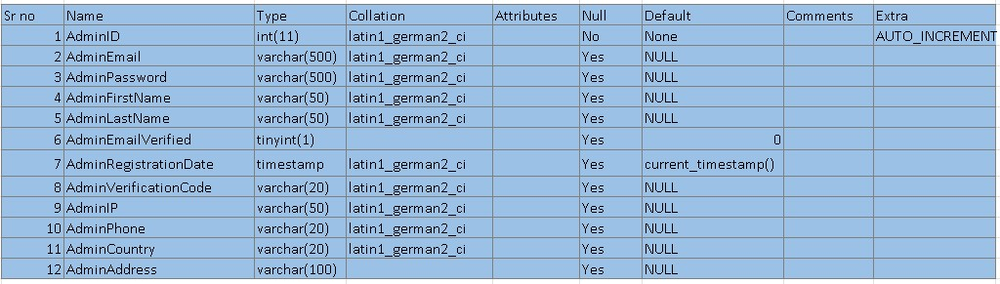 Sr no Name Type Collation Attributes Null Default Comments Extra
1 AdminID int(11) latin1_german2_ci No None AUTO_INCREMENT
2 AdminEmail varchar(500) latin1_german2_ci Yes NULL
3 AdminPassword varchar(500) latin1_german2_ci Yes NULL
4 AdminFirstName varchar(50) latin1_german2_ci Yes NULL
5 AdminLastName varchar(50) latin1_german2_ci Yes NULL
6 AdminEmailVerified tinyint(1) Yes 0
7 AdminRegistrationDate timestamp latin1_german2_ci Yes current_timestamp()
8 AdminVerificationCode varchar(20) latin1_german2_ci Yes NULL
9 AdminIP varchar(50) latin1_german2_ci Yes NULL
10 AdminPhone varchar(20) latin1_german2_ci Yes NULL
11 AdminCountry varchar(20) latin1_german2_ci Yes NULL
12 AdminAddress varchar(100) Yes NULL